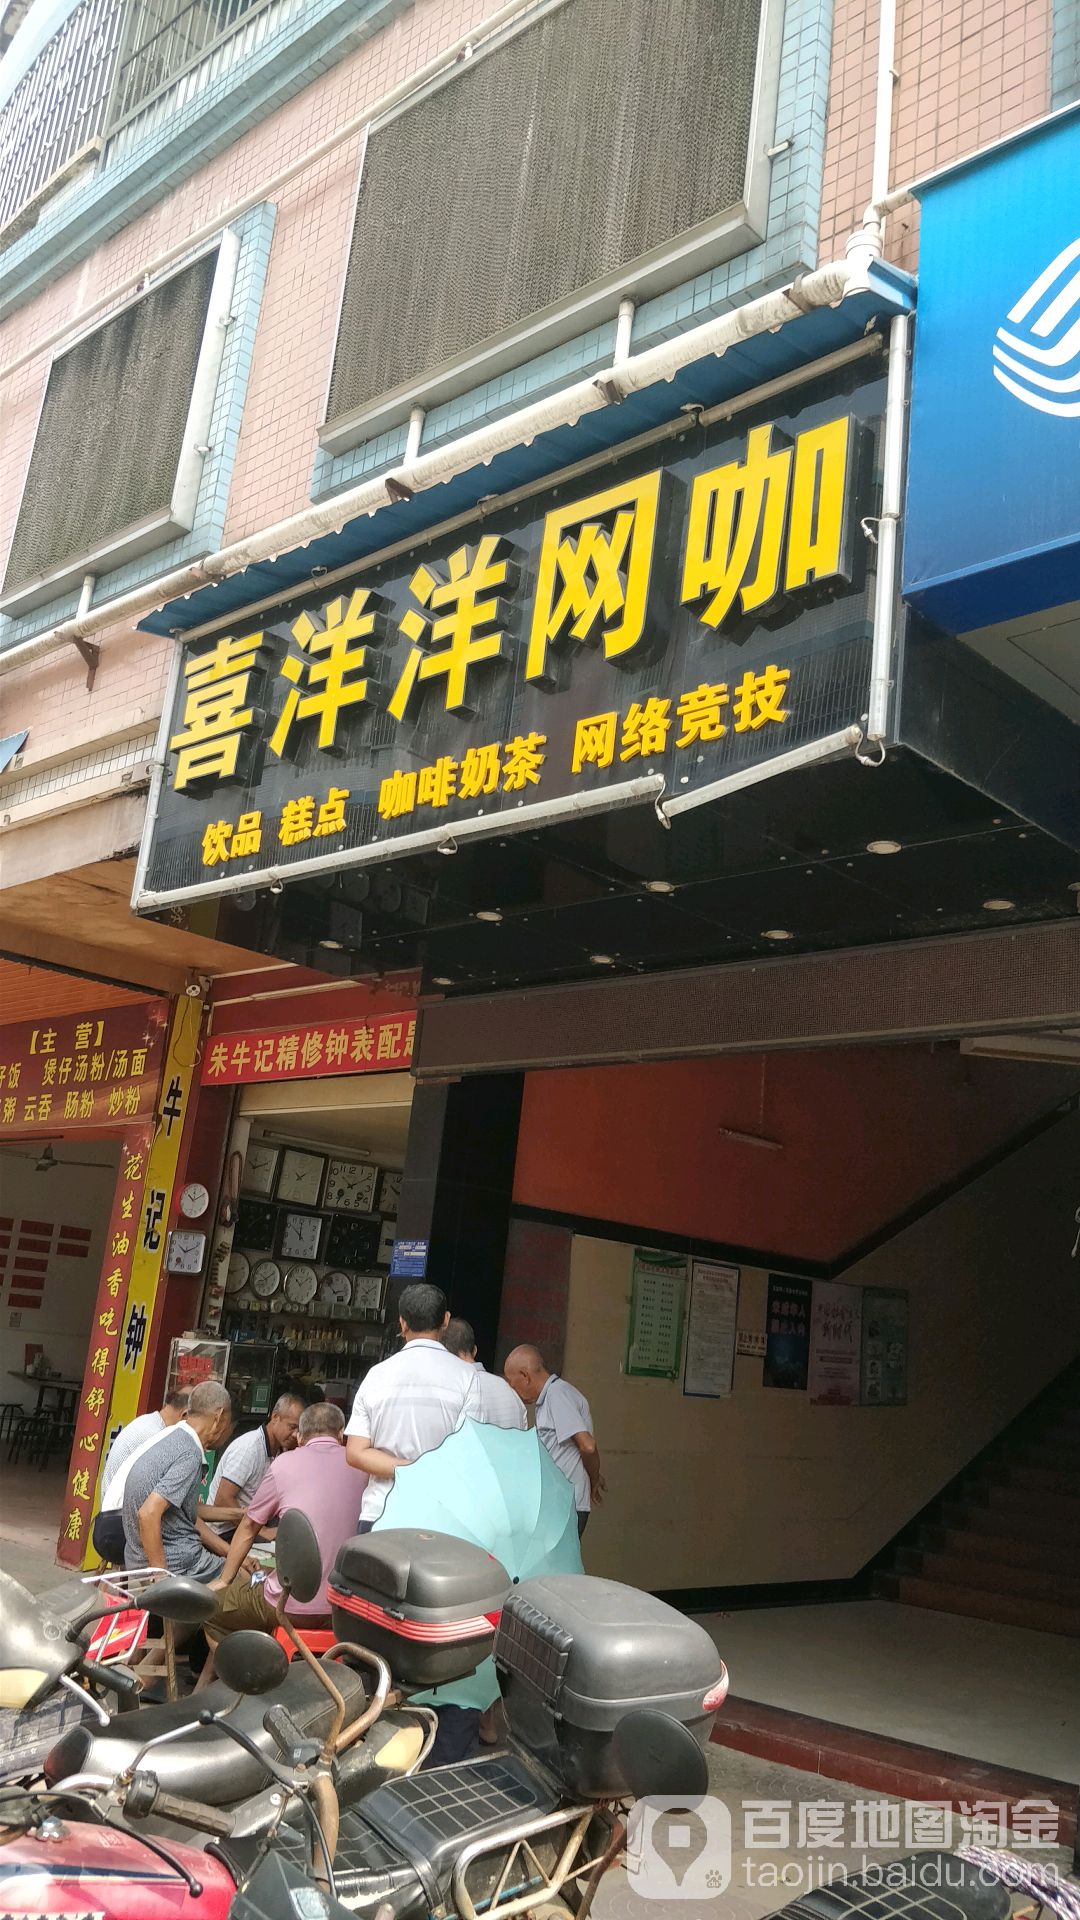 喜洋洋网咖
饮品 糕点 咖啡奶茶 网络竞技
【主 营】
仔饭 煲仔汤粉/汤面
粥 云吞 肠粉 炒粉
朱牛记精修钟表配
牛记钟
花生油香吃得舒心健康
百度地图淘金
taojin.baidu.com